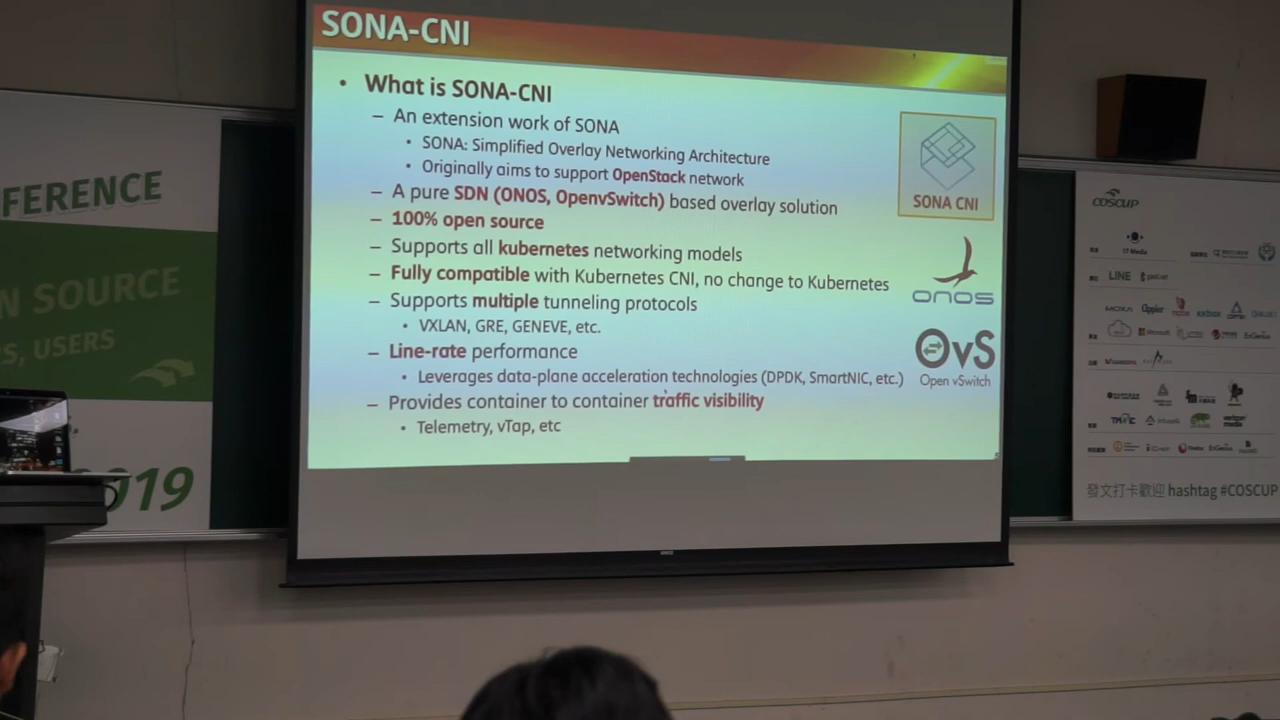 SONA-CNI
• What is SONA-CNI
– An extension work of SONA
• SONA: Simplified Overlay Networking Architecture
• Originally aims to support OpenStack network
– A pure SDN (ONOS, OpenvSwitch) based overlay solution
– 100% open source
– Supports all kubernetes networking models
– Fully compatible with Kubernetes CNI, no change to Kubernetes
– Supports multiple tunneling protocols
• VXLAN, GRE, GENEVE, etc.
– Line-rate performance
• Leverages data-plane acceleration technologies (DPDK, SmartNIC, etc.)
– Provides container to container traffic visibility
• Telemetry, vTap, etc
SONA CNI
onos
OvS
Open vSwitch
FERENCE
N SOURCE
S, USERS
019
COSCUP
LINE
Microsoft
發文打卡歡迎 hashtag #COSCUP